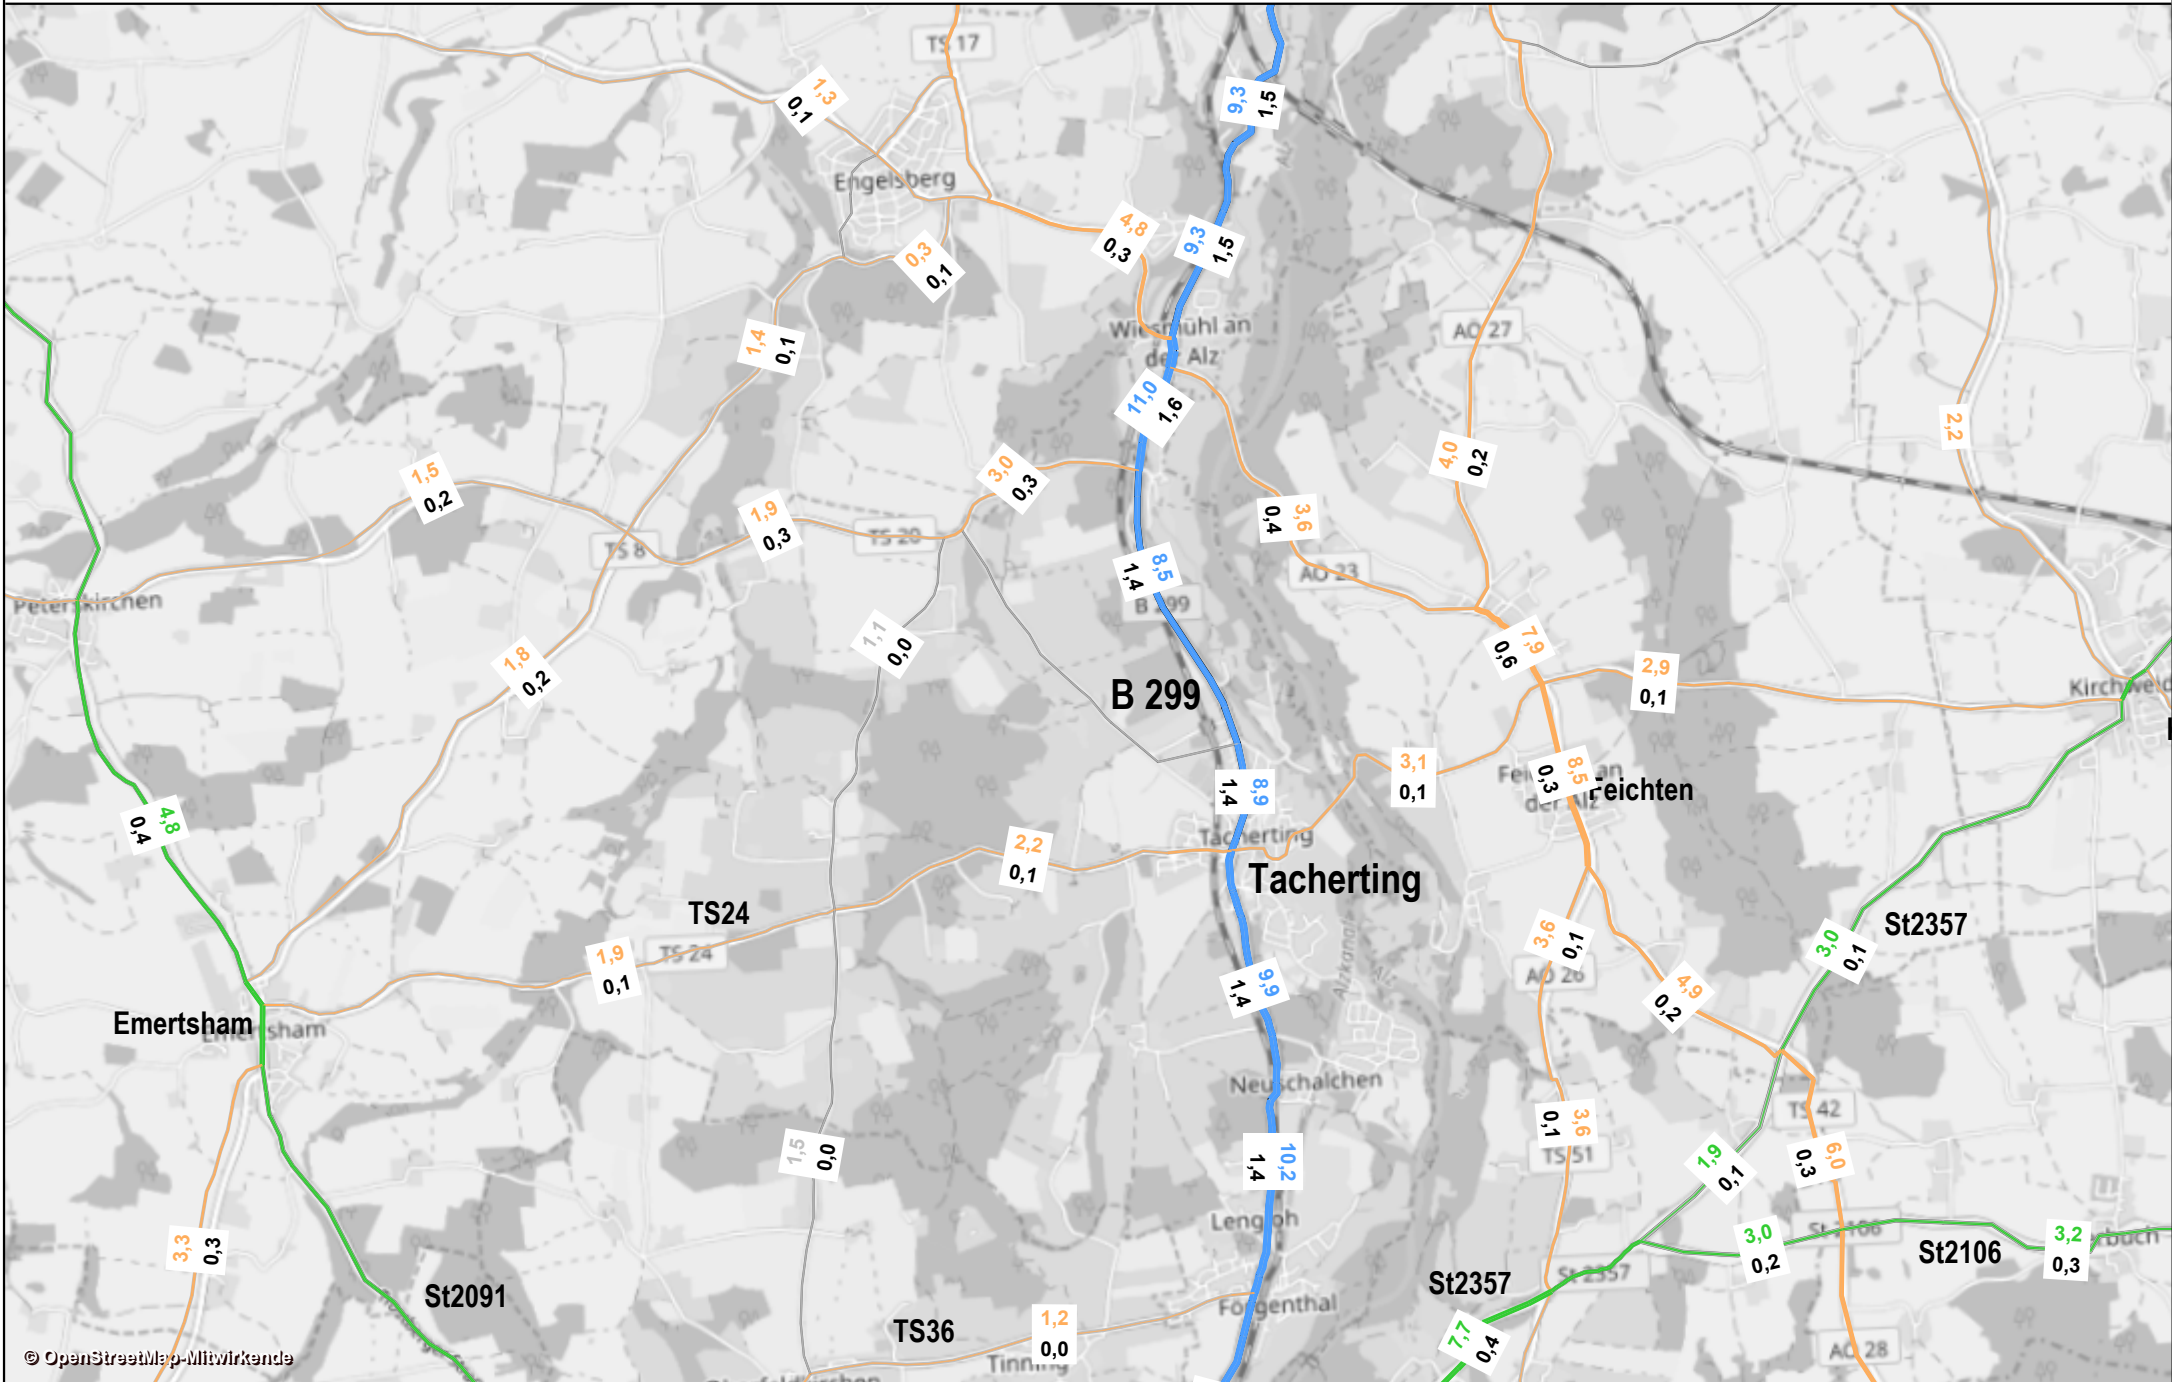 TS 17
1,3
0,1
9,3
1,5
Engelsberg
4,8
0,3
9,3
1,5
0,3
0,1
Wiesmühl an
der Alz
AÖ 27
1,4
0,1
11,0
1,6
2,2
4,0
0,2
1,5
0,2
3,0
0,3
1,9
0,3
TS 20
TS 8
3,6
0,4
AÖ 23
8,5
1,4
B 299
Peterskirchen
1,1
0,0
1,8
0,2
7,9
0,6
2,9
0,1
B 299
3,1
0,1
8,5
0,3
Feichten
8,9
1,4
Tacherting
4,8
0,4
2,2
0,1
Tacherting
TS24
TS 24
1,9
0,1
3,6
0,1
AÖ 26
St2357
3,0
0,1
9,9
1,4
Alzkanal
Alz
4,9
0,2
Emertsham
Emertsham
Neuschalchen
TS 42
3,6
0,1
TS 51
1,5
0,0
10,2
1,4
1,9
0,1
6,0
0,3
Lengloh
3,3
0,3
3,0
0,2
St 2106
St2106
3,2
0,3
St2357
St 2357
St2091
Forgenthal
TS36
1,2
0,0
Tinning
7,7
0,4
AÖ 28
© OpenStreetMap-Mitwirkende